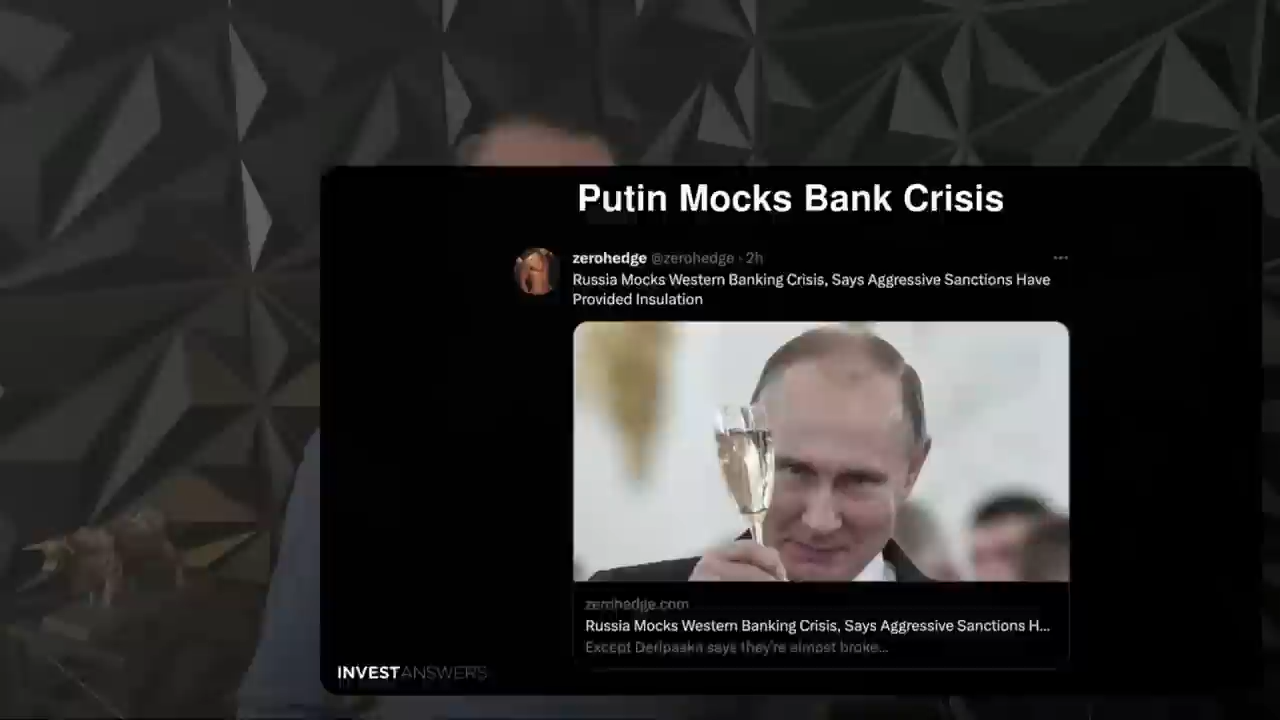 Putin Mocks Bank Crisis
zerohedge @zerohedge · 2h
Russia Mocks Western Banking Crisis, Says Aggressive Sanctions Have
Provided Insulation
zerohedge.com
Russia Mocks Western Banking Crisis, Says Aggressive Sanctions H...
Except Deripaska says they're almost broke...
INVESTANSWERS